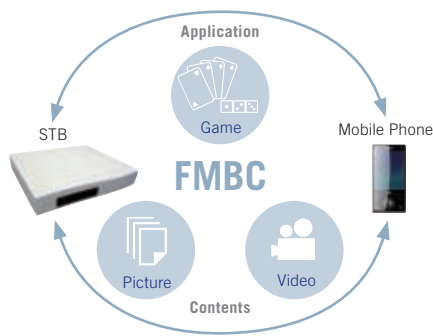 Application
Game
STB
Mobile Phone
FMBC
Picture
Video
Contents